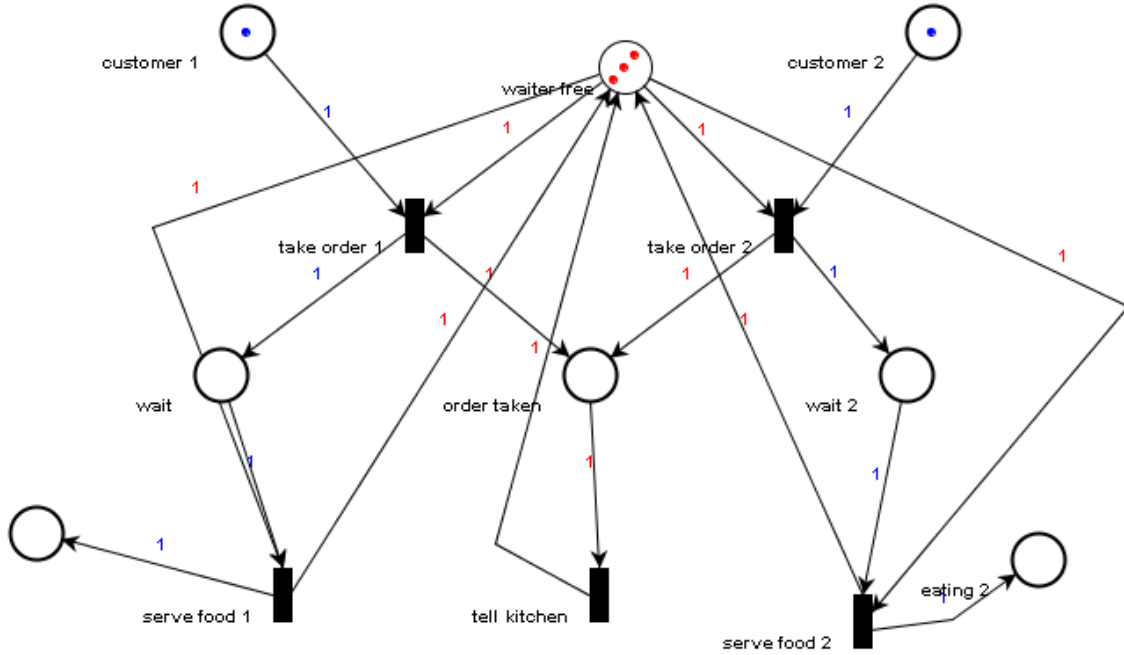 customer 1
customer 2
waiter free
1
1
1
1
1
1
take order 1
take order 2
1
1
1
1
1
1
1
1
wait
order taken
wait 2
1
1
1
1
eating 2
1
serve food 1
tell kitchen
serve food 2